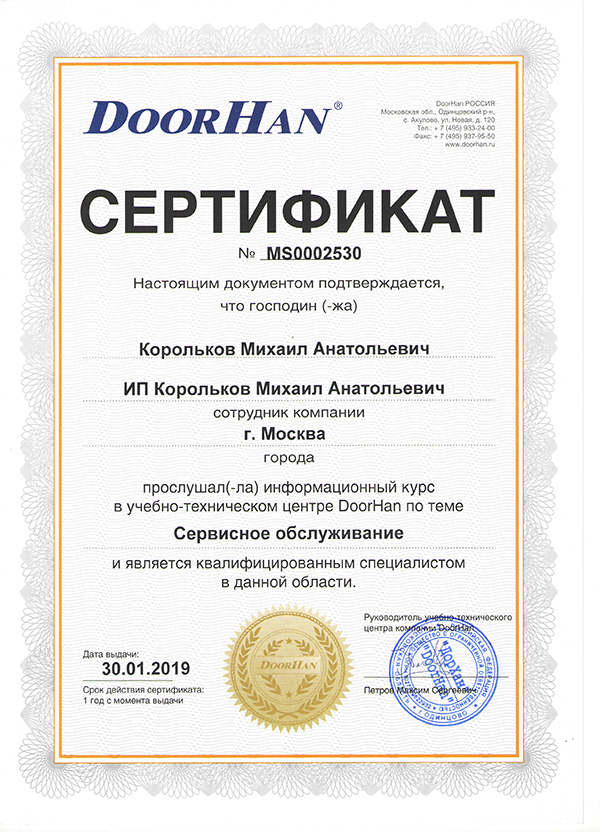 DOORHAN®
DoorHan РОССИЯ
Московская обл., Одинцовский р-н,
с. Акулово, ул. Новая, д. 120
Тел.: + 7 (495) 933-24-00
Факс: + 7 (495) 937-95-50
www.doorhan.ru
СЕРТИФИКАТ
№ MS0002530
Настоящим документом подтверждается,
что господин (-жа)
Корольков Михаил Анатольевич
ИП Корольков Михаил Анатольевич
сотрудник компании
г. Москва
города
прослушал(-ла) информационный курс
в учебно-техническом центре DoorHan по теме
Сервисное обслуживание
и является квалифицированным специалистом
в данной области.
Руководитель учебно-технического
центра компании DoorHan
Дата выдачи:
30.01.2019
Срок действия сертификата:
1 год с момента выдачи
DOORHAN
Петров Максим Сергеевич
"ДорХан"
"DoorHan"